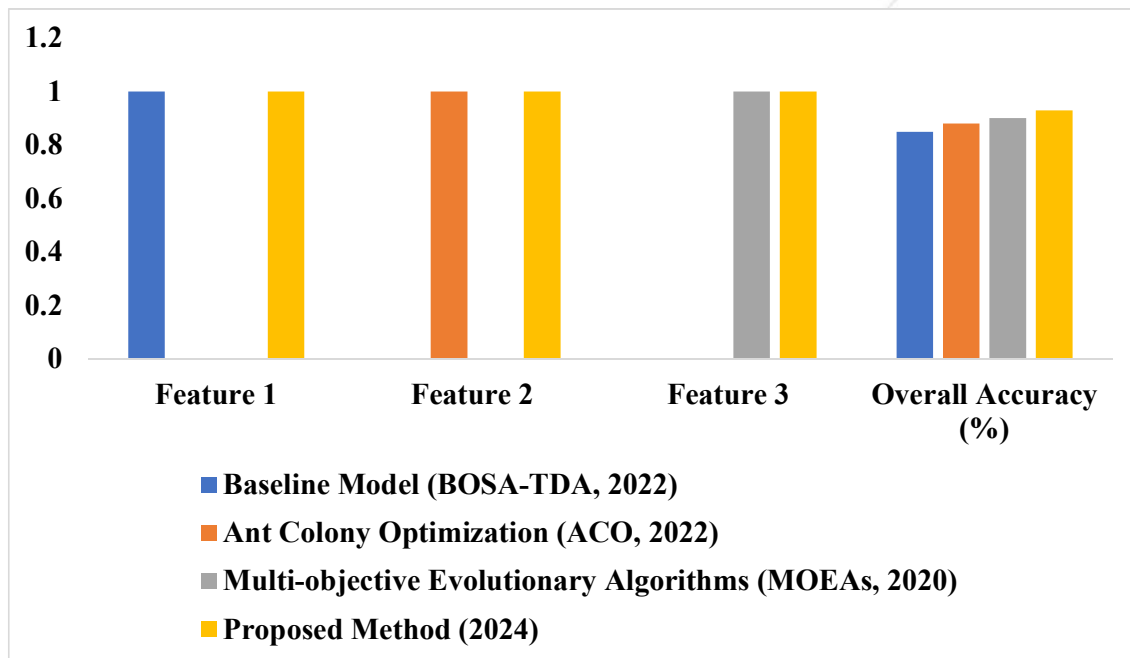 1.2
1
0.8
0.6
0.4
0.2
0
Feature 1 Feature 2 Feature 3 Overall Accuracy
(%)
Baseline Model (BOSA-TDA, 2022)
Ant Colony Optimization (ACO, 2022)
Multi-objective Evolutionary Algorithms (MOEAs, 2020)
Proposed Method (2024)